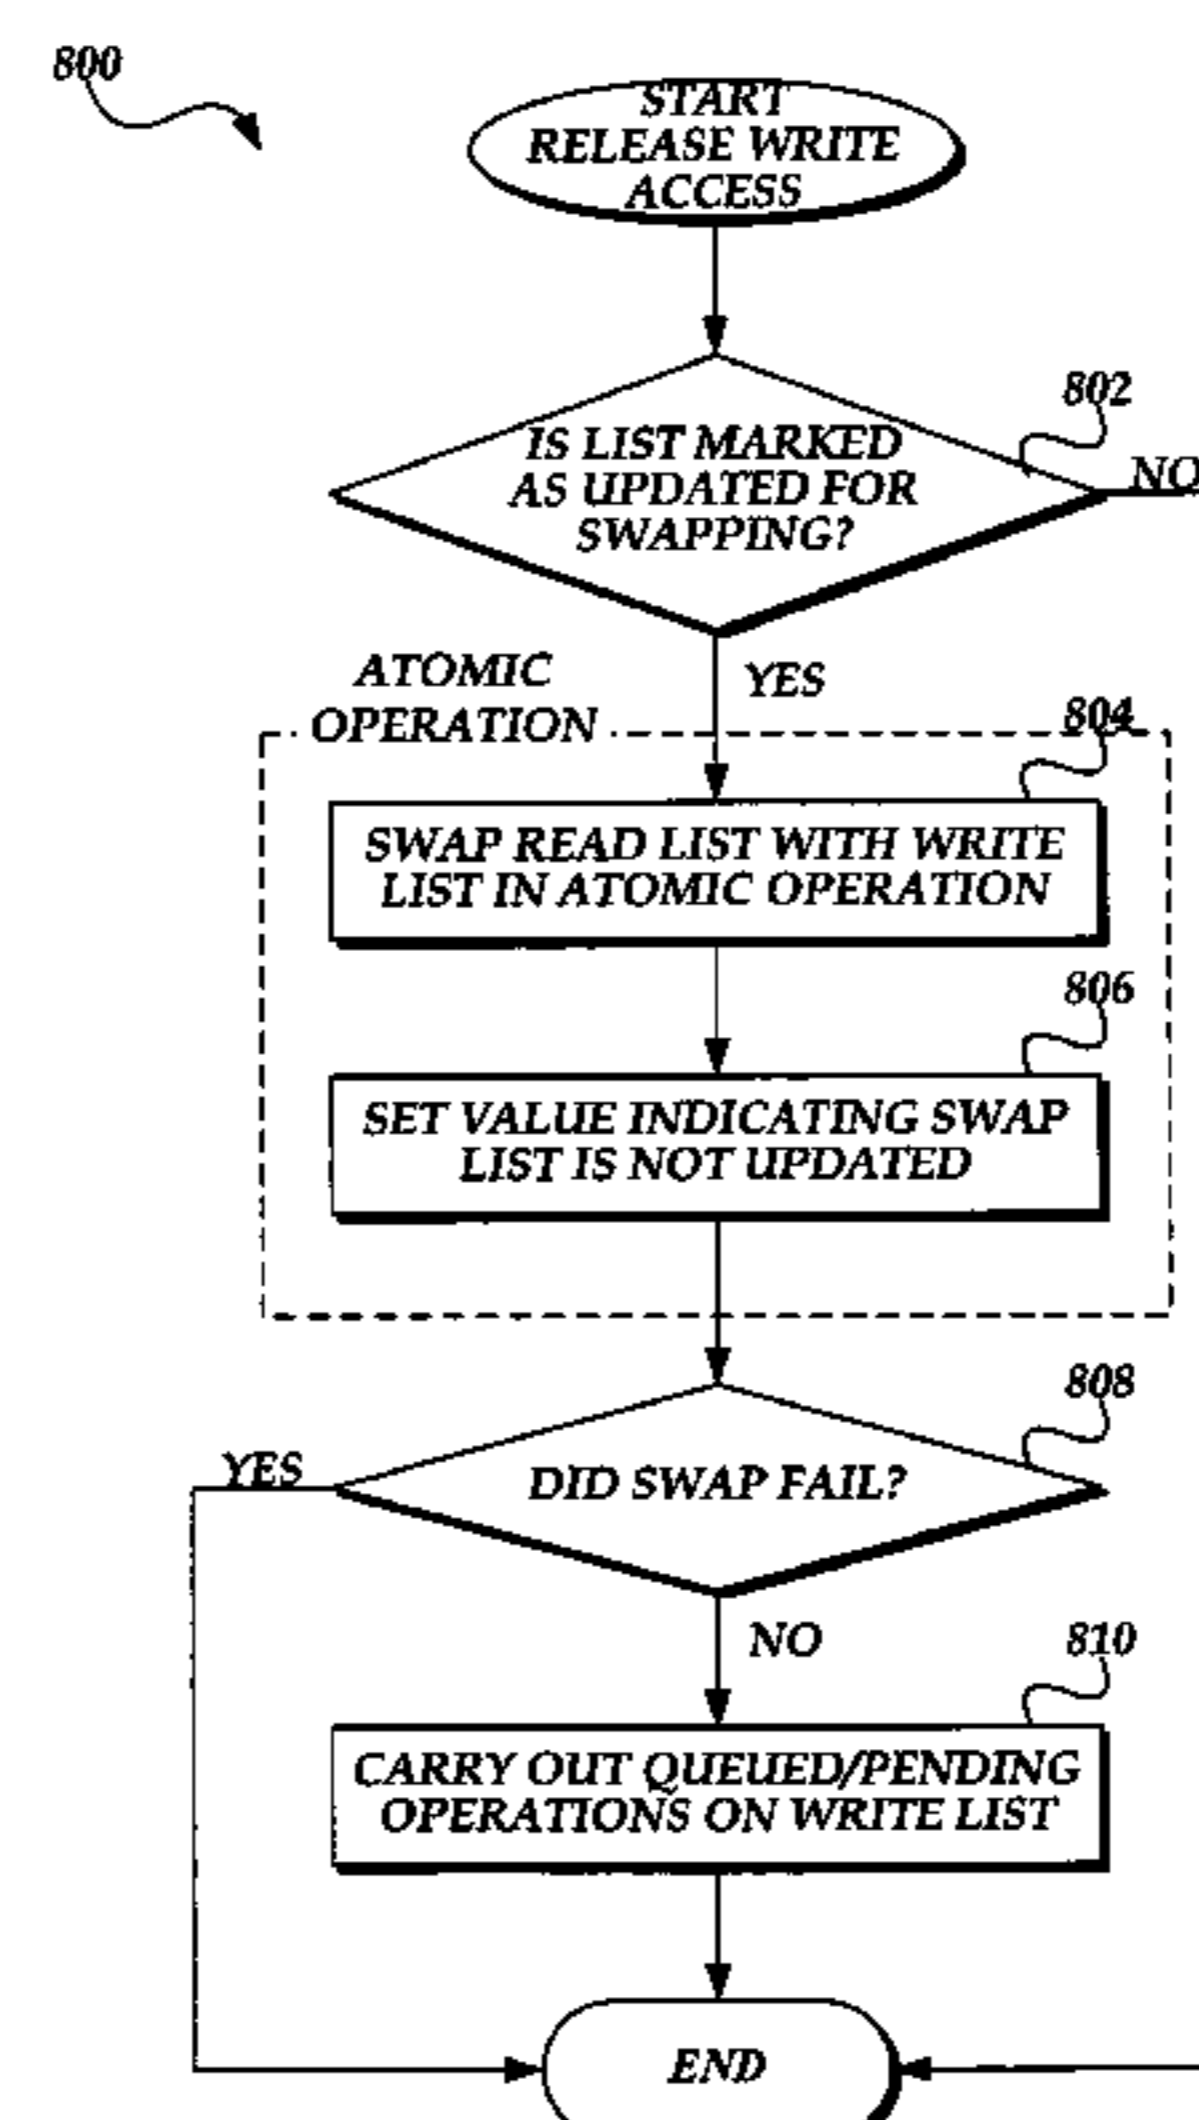 800
START
RELEASE WRITE
ACCESS
802
IS LIST MARKED
AS UPDATED FOR
SWAPPING?
NO
YES
ATOMIC
OPERATION
804
SWAP READ LIST WITH WRITE
LIST IN ATOMIC OPERATION
806
SET VALUE INDICATING SWAP
LIST IS NOT UPDATED
808
YES
DID SWAP FAIL?
NO
810
CARRY OUT QUEUED/PENDING
OPERATIONS ON WRITE LIST
END